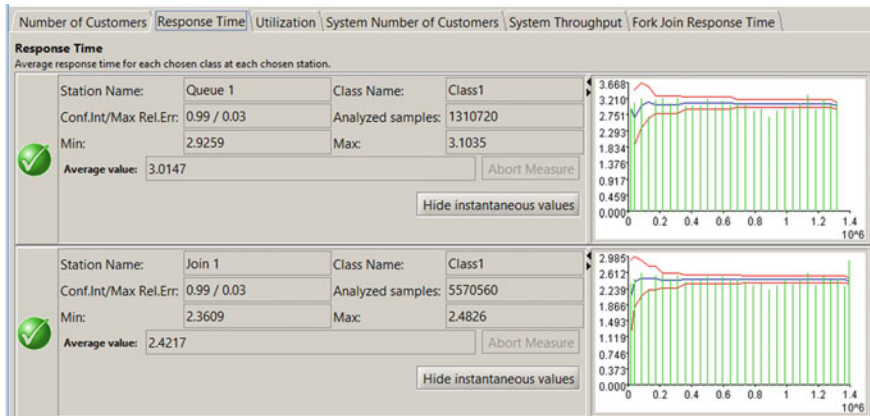 Number of Customers Response Time Utilization System Number of Customers System Throughput Fork Join Response Time
Response Time
Average response time for each chosen class at each chosen station.
Station Name: Queue 1 Class Name: Class1
Conf.Int/Max Rel.Err: 0.99 / 0.03 Analyzed samples: 1310720
Min: 2.9259 Max: 3.1035
Average value: 3.0147 Abort Measure
Hide instantaneous values
3.668
3.210
2.751
2.293
1.834
1.376
0.917
0.459
0.000
0 0.2 0.4 0.6 0.8 1 1.2 1.4
10^6
Station Name: Join 1 Class Name: Class1
Conf.Int/Max Rel.Err: 0.99 / 0.03 Analyzed samples: 5570560
Min: 2.3609 Max: 2.4826
Average value: 2.4217 Abort Measure
Hide instantaneous values
2.985
2.612
2.239
1.866
1.493
1.119
0.746
0.373
0.000
0 0.2 0.4 0.6 0.8 1 1.2 1.4
10^6